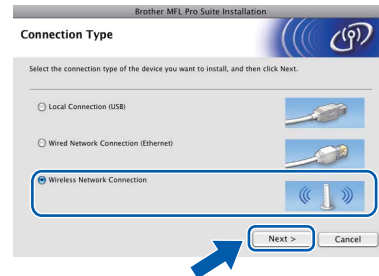 Brother MFL Pro Suite Installation
Connection Type
Select the connection type of the device you want to install, and then click Next.
Local Connection (USB)
Wired Network Connection (Ethernet)
Wireless Network Connection
Next >
Cancel